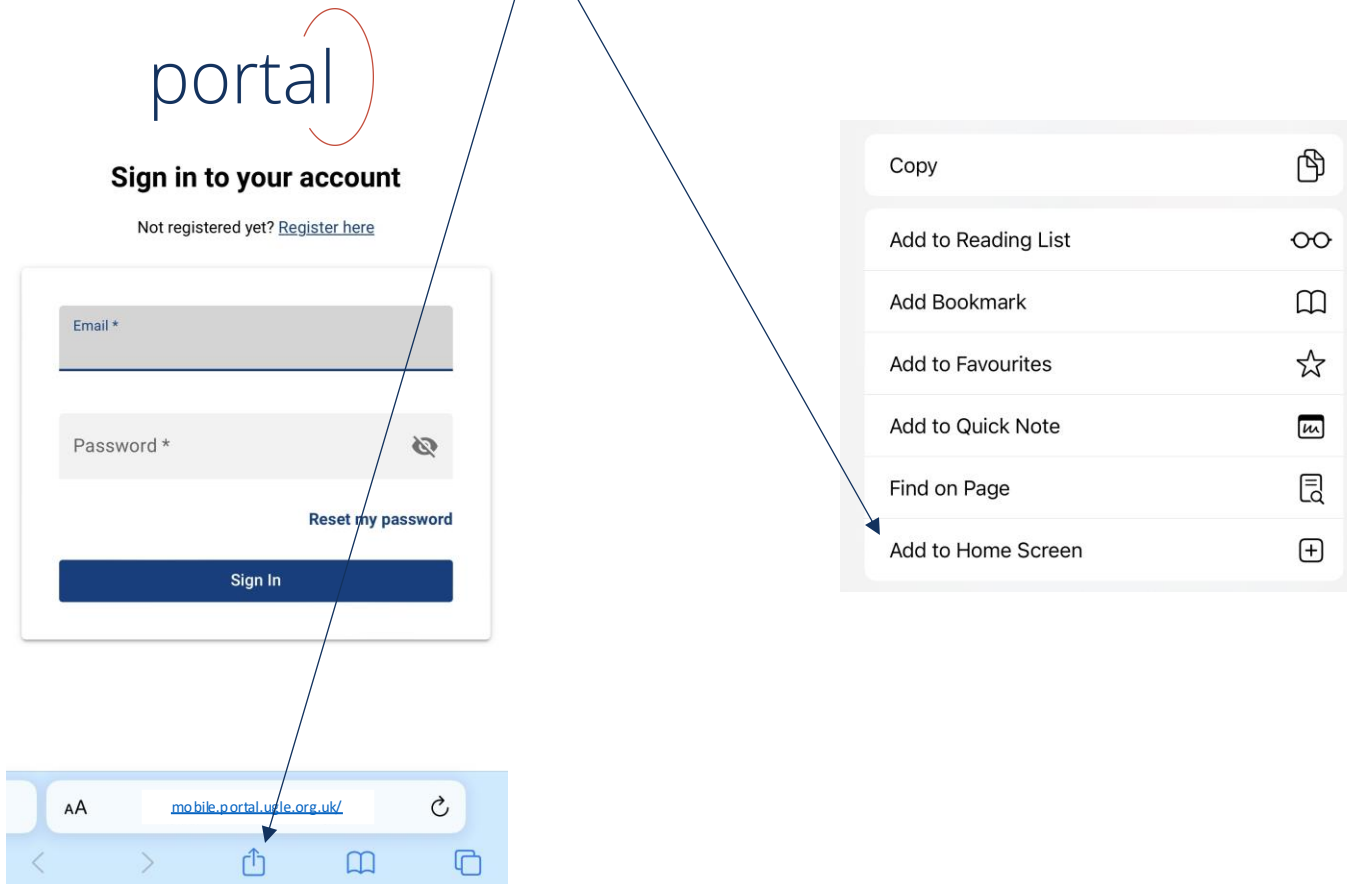 portal
Sign in to your account
Not registered yet? Register here
Email *
Password *
Reset my password
Sign In
AA mobile.portal.ugle.org.uk/
Copy
Add to Reading List
Add Bookmark
Add to Favourites
Add to Quick Note
Find on Page
Add to Home Screen